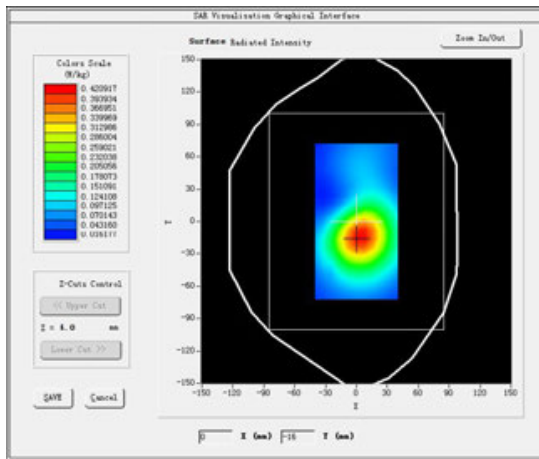 SAR Visualisation Graphical Interface
Surface Radiated Intensity
Zoom In/Out
Colors Scale
(W/kg)
0.420917
0.393934
0.366951
0.339969
0.312986
0.286004
0.259021
0.232038
0.205056
0.178073
0.151091
0.124108
0.097125
0.070143
0.043160
0.016177
150
120
90
60
30
0
-30
-60
-90
-120
-150
Y
-150 -120 -90 -60 -30 0 30 60 90 120 150
X
Z-Cuts Control
<< Upper Cut
Z = 4.0 mm
Lower Cut >>
SAVE Cancel
0 X (mm) -16 Y (mm)